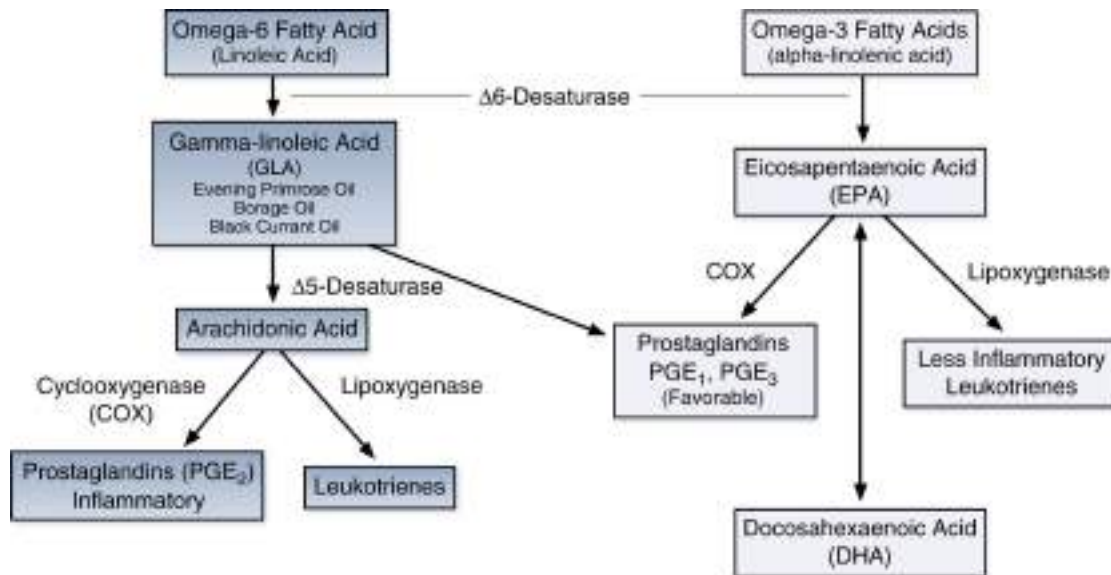 Omega-6 Fatty Acid
(Linoleic Acid)
Omega-3 Fatty Acids
(alpha-linolenic acid)
Δ6-Desaturase
Gamma-linoleic Acid
(GLA)
Evening Primrose Oil
Borage Oil
Black Currant Oil
Eicosapentaenoic Acid
(EPA)
Δ5-Desaturase
COX
Lipoxygenase
Arachidonic Acid
Prostaglandins
PGE₁, PGE₃
(Favorable)
Less Inflammatory
Leukotrienes
Cyclooxygenase
(COX)
Lipoxygenase
Prostaglandins (PGE₂)
Inflammatory
Leukotrienes
Docosahexaenoic Acid
(DHA)